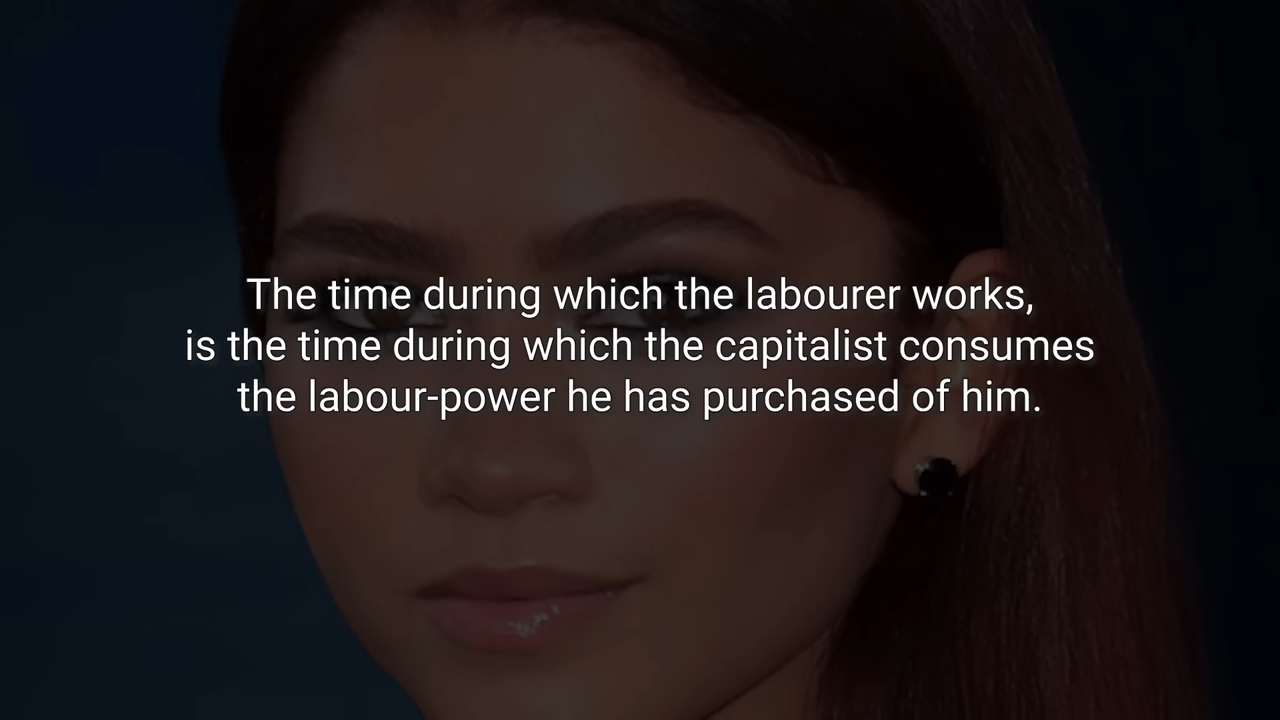 The time during which the labourer works,
is the time during which the capitalist consumes
the labour-power he has purchased of him.